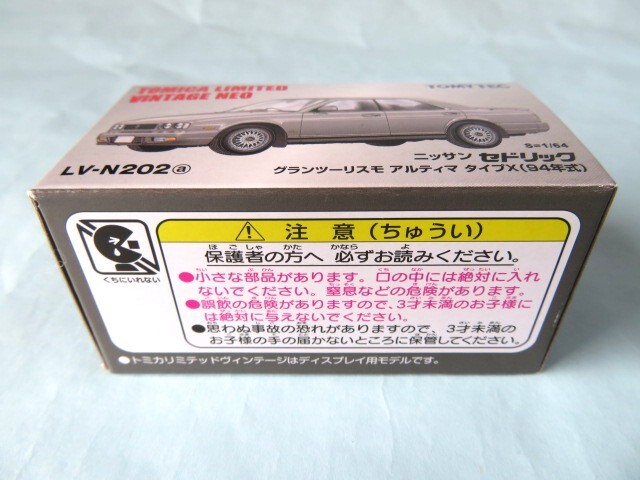 TOMICA LIMITED
VINTAGE NEO
TOMYTEC
S=1/64
LV-N202a
ニッサン セドリック
グランツーリスモ アルティマ タイプX(94年式)
くちにいれない
⚠ 注意(ちゅうい)
保護者の方へ 必ずお読みください。
●小さな部品があります。口の中には絶対に入れ
ないでください。窒息などの危険があります。
●誤飲の危険がありますので、3才未満のお子様に
は絶対に与えないでください。
●思わぬ事故の恐れがありますので、3才未満の
お子様の手の届かないところに保管してください。
●トミカリミテッドヴィンテージはディスプレイ用モデルです。